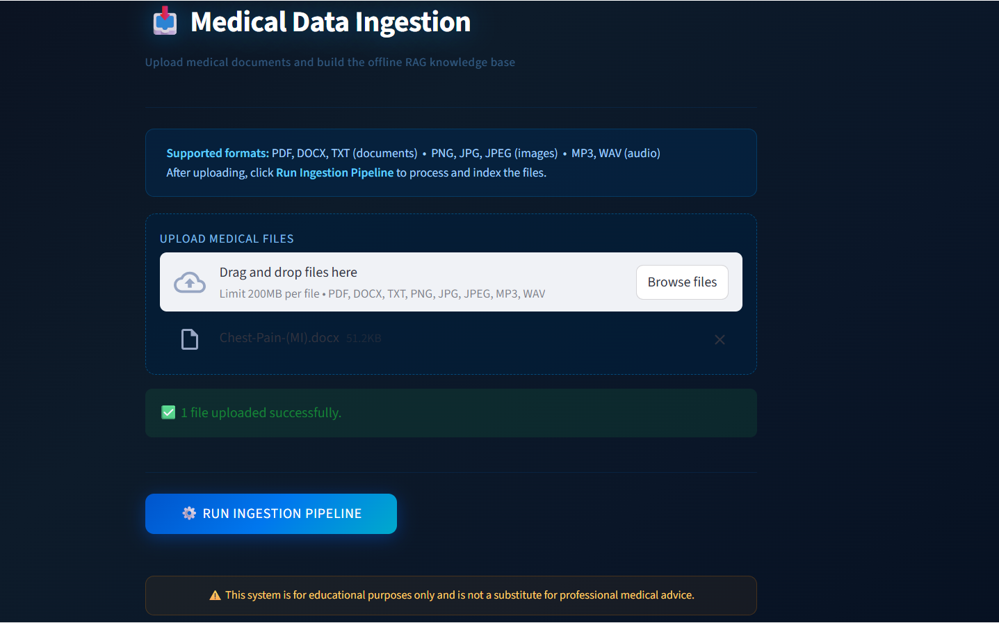 Medical Data Ingestion
Upload medical documents and build the offline RAG knowledge base
Supported formats: PDF, DOCX, TXT (documents) • PNG, JPG, JPEG (images) • MP3, WAV (audio)
After uploading, click Run Ingestion Pipeline to process and index the files.
UPLOAD MEDICAL FILES
Drag and drop files here
Limit 200MB per file • PDF, DOCX, TXT, PNG, JPG, JPEG, MP3, WAV
Browse files
Chest-Pain-(MI).docx 51.2KB
1 file uploaded successfully.
RUN INGESTION PIPELINE
This system is for educational purposes only and is not a substitute for professional medical advice.